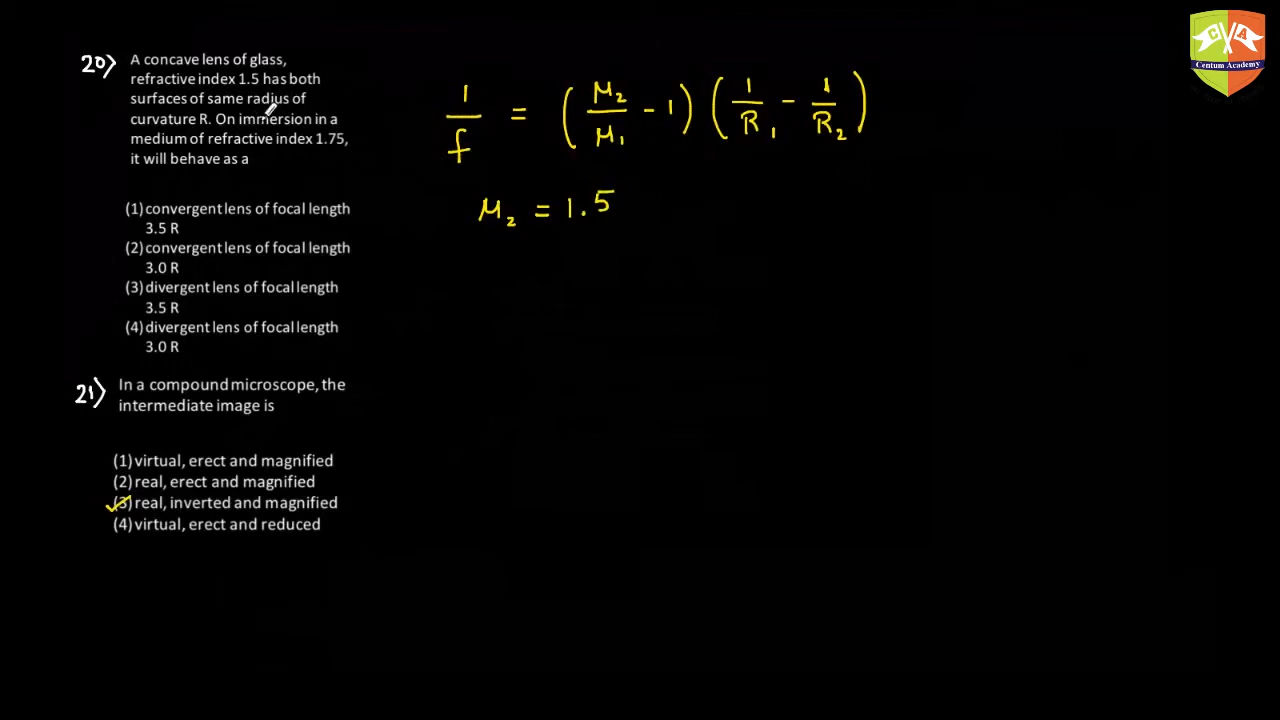 20) A concave lens of glass,
refractive index 1.5 has both
surfaces of same radius of
curvature R. On immersion in a
medium of refractive index 1.75,
it will behave as a
(1) convergent lens of focal length
3.5 R
(2) convergent lens of focal length
3.0 R
(3) divergent lens of focal length
3.5 R
(4) divergent lens of focal length
3.0 R
21) In a compound microscope, the
intermediate image is
(1) virtual, erect and magnified
(2) real, erect and magnified
(3) real, inverted and magnified
(4) virtual, erect and reduced
1/f = (μ₂/μ₁ - 1) (1/R₁ - 1/R₂)
μ₂ = 1.5
C A
Centum Academy